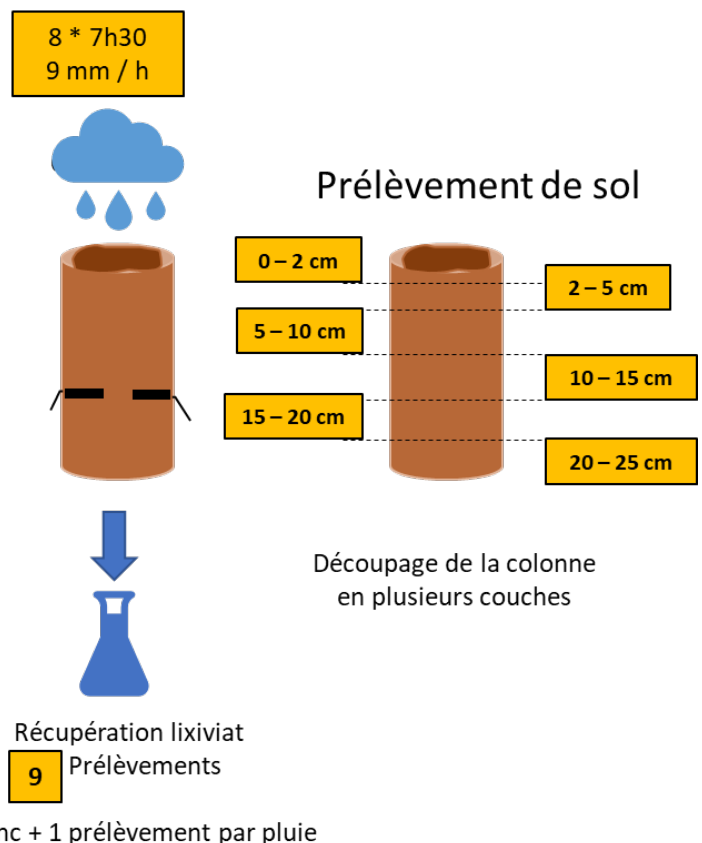 8 * 7h30
9 mm / h
Prélèvement de sol
0 – 2 cm
2 – 5 cm
5 – 10 cm
10 – 15 cm
15 – 20 cm
20 – 25 cm
Découpage de la colonne
en plusieurs couches
Récupération lixiviat
9 Prélèvements
+ 1 prélèvement par pluie